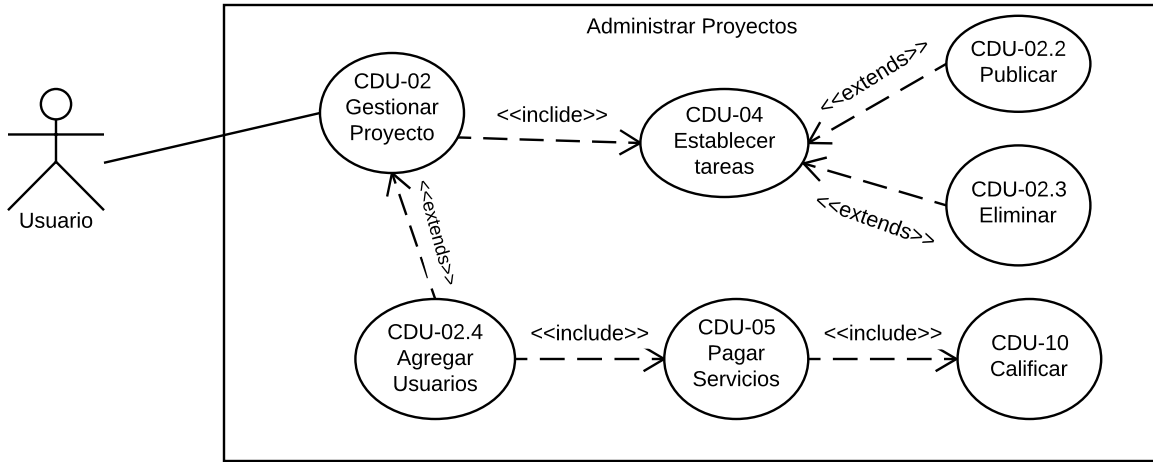 Administrar Proyectos
Usuario
CDU-02
Gestionar
Proyecto
<<inclide>>
CDU-04
Establecer
tareas
<<extends>>
CDU-02.2
Publicar
<<extends>>
CDU-02.3
Eliminar
<<extends>>
CDU-02.4
Agregar
Usuarios
<<include>>
CDU-05
Pagar
Servicios
<<include>>
CDU-10
Calificar